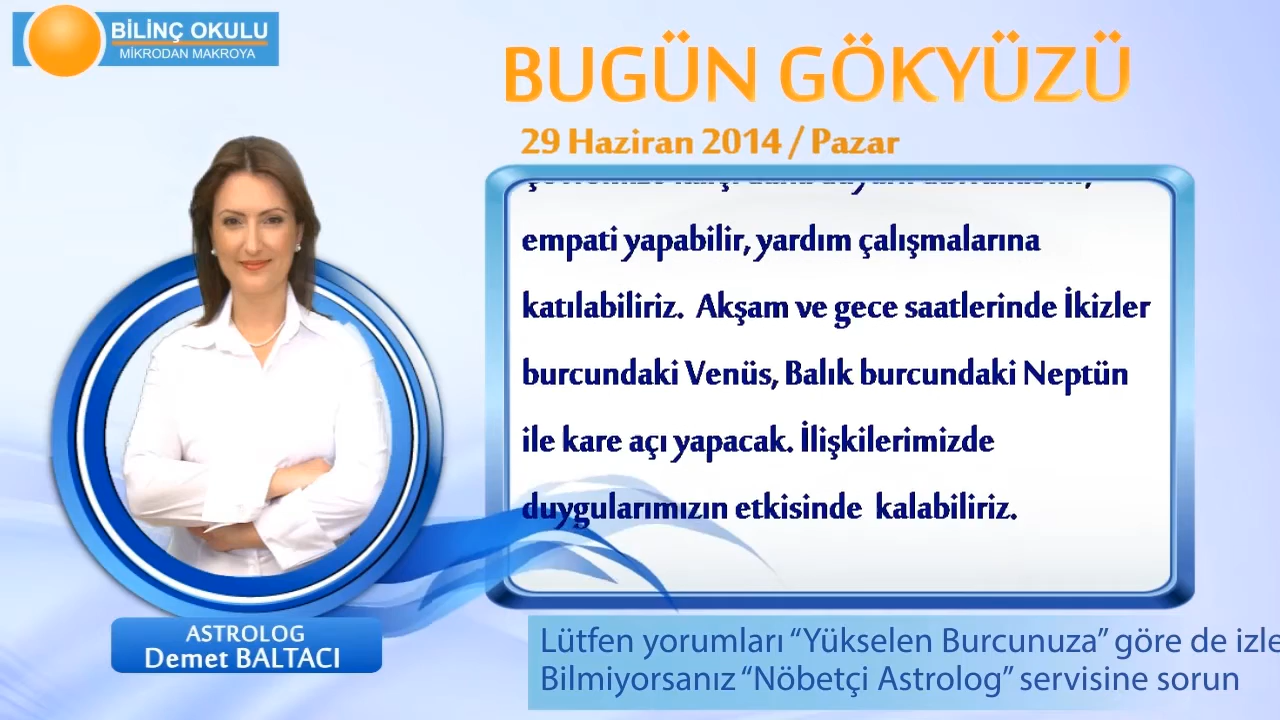 BİLİNÇ OKULU
MİKRODAN MAKROYA
BUGÜN GÖKYÜZÜ
29 Haziran 2014 / Pazar
empati yapabilir, yardım çalışmalarına
katılabiliriz. Akşam ve gece saatlerinde İkizler
burcundaki Venüs, Balık burcundaki Neptün
ile kare açı yapacak. İlişkilerimizde
duygularımızın etkisinde kalabiliriz.
ASTROLOG
Demet BALTACI
Lütfen yorumları “Yükselen Burcunuza” göre de izle
Bilmiyorsanız “Nöbetçi Astrolog” servisine sorun